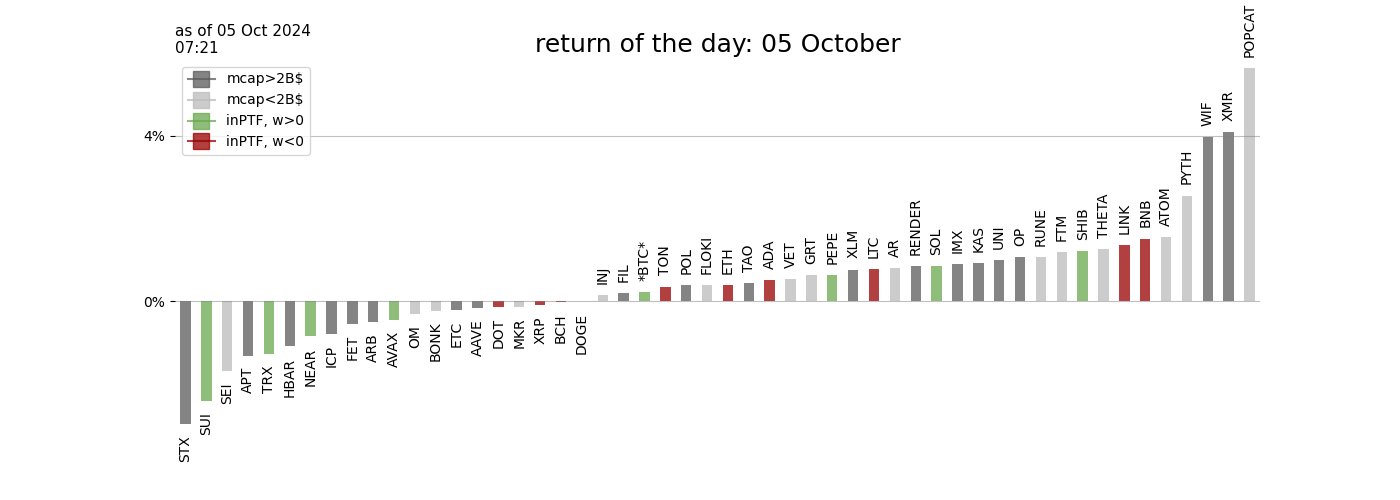 as of 05 Oct 2024
07:21
return of the day: 05 October
mcap>2B$
mcap<2B$
inPTF, w>0
inPTF, w<0
4%
0%
STX
SUI
SEI
APT
TRX
HBAR
NEAR
ICP
FET
ARB
AVAX
OM
BONK
ETC
AAVE
DOT
MKR
XRP
BCH
DOGE
INJ
FIL
*BTC*
TON
POL
FLOKI
ETH
TAO
ADA
VET
GRT
PEPE
XLM
LTC
AR
RENDER
SOL
IMX
KAS
UNI
OP
RUNE
FTM
SHIB
THETA
LINK
BNB
ATOM
PYTH
WIF
XMR
POPCAT